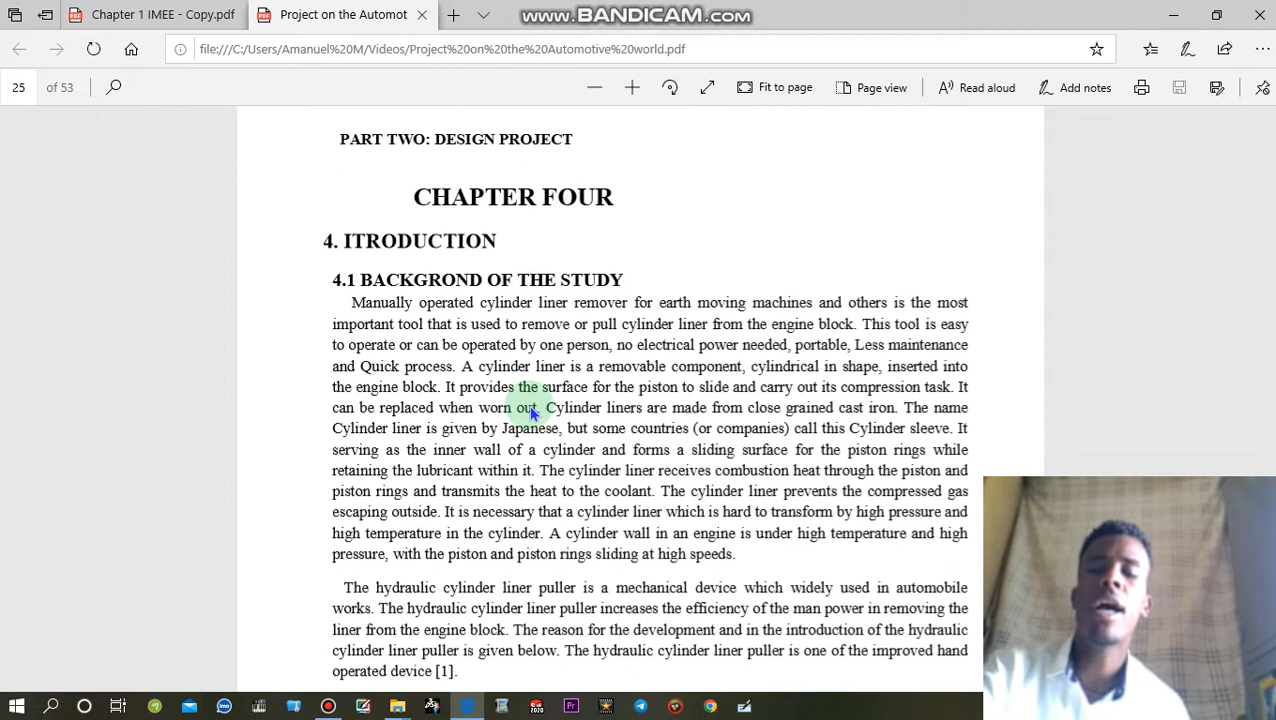 Chapter 1 IMEE - Copy.pdf
Project on the Automot
www.BANDICAM.com
file:///C:/Users/Amanuel%20M/Videos/Project%20on%20the%20Automotive%20world.pdf
25 of 53
Fit to page
Page view
Read aloud
Add notes
PART TWO: DESIGN PROJECT
CHAPTER FOUR
4. ITRODUCTION
4.1 BACKGROND OF THE STUDY
Manually operated cylinder liner remover for earth moving machines and others is the most
important tool that is used to remove or pull cylinder liner from the engine block. This tool is easy
to operate or can be operated by one person, no electrical power needed, portable, Less maintenance
and Quick process. A cylinder liner is a removable component, cylindrical in shape, inserted into
the engine block. It provides the surface for the piston to slide and carry out its compression task. It
can be replaced when worn out. Cylinder liners are made from close grained cast iron. The name
Cylinder liner is given by Japanese, but some countries (or companies) call this Cylinder sleeve. It
serving as the inner wall of a cylinder and forms a sliding surface for the piston rings while
retaining the lubricant within it. The cylinder liner receives combustion heat through the piston and
piston rings and transmits the heat to the coolant. The cylinder liner prevents the compressed gas
escaping outside. It is necessary that a cylinder liner which is hard to transform by high pressure and
high temperature in the cylinder. A cylinder wall in an engine is under high temperature and high
pressure, with the piston and piston rings sliding at high speeds.
The hydraulic cylinder liner puller is a mechanical device which widely used in automobile
works. The hydraulic cylinder liner puller increases the efficiency of the man power in removing the
liner from the engine block. The reason for the development and in the introduction of the hydraulic
cylinder liner puller is given below. The hydraulic cylinder liner puller is one of the improved hand
operated device [1].